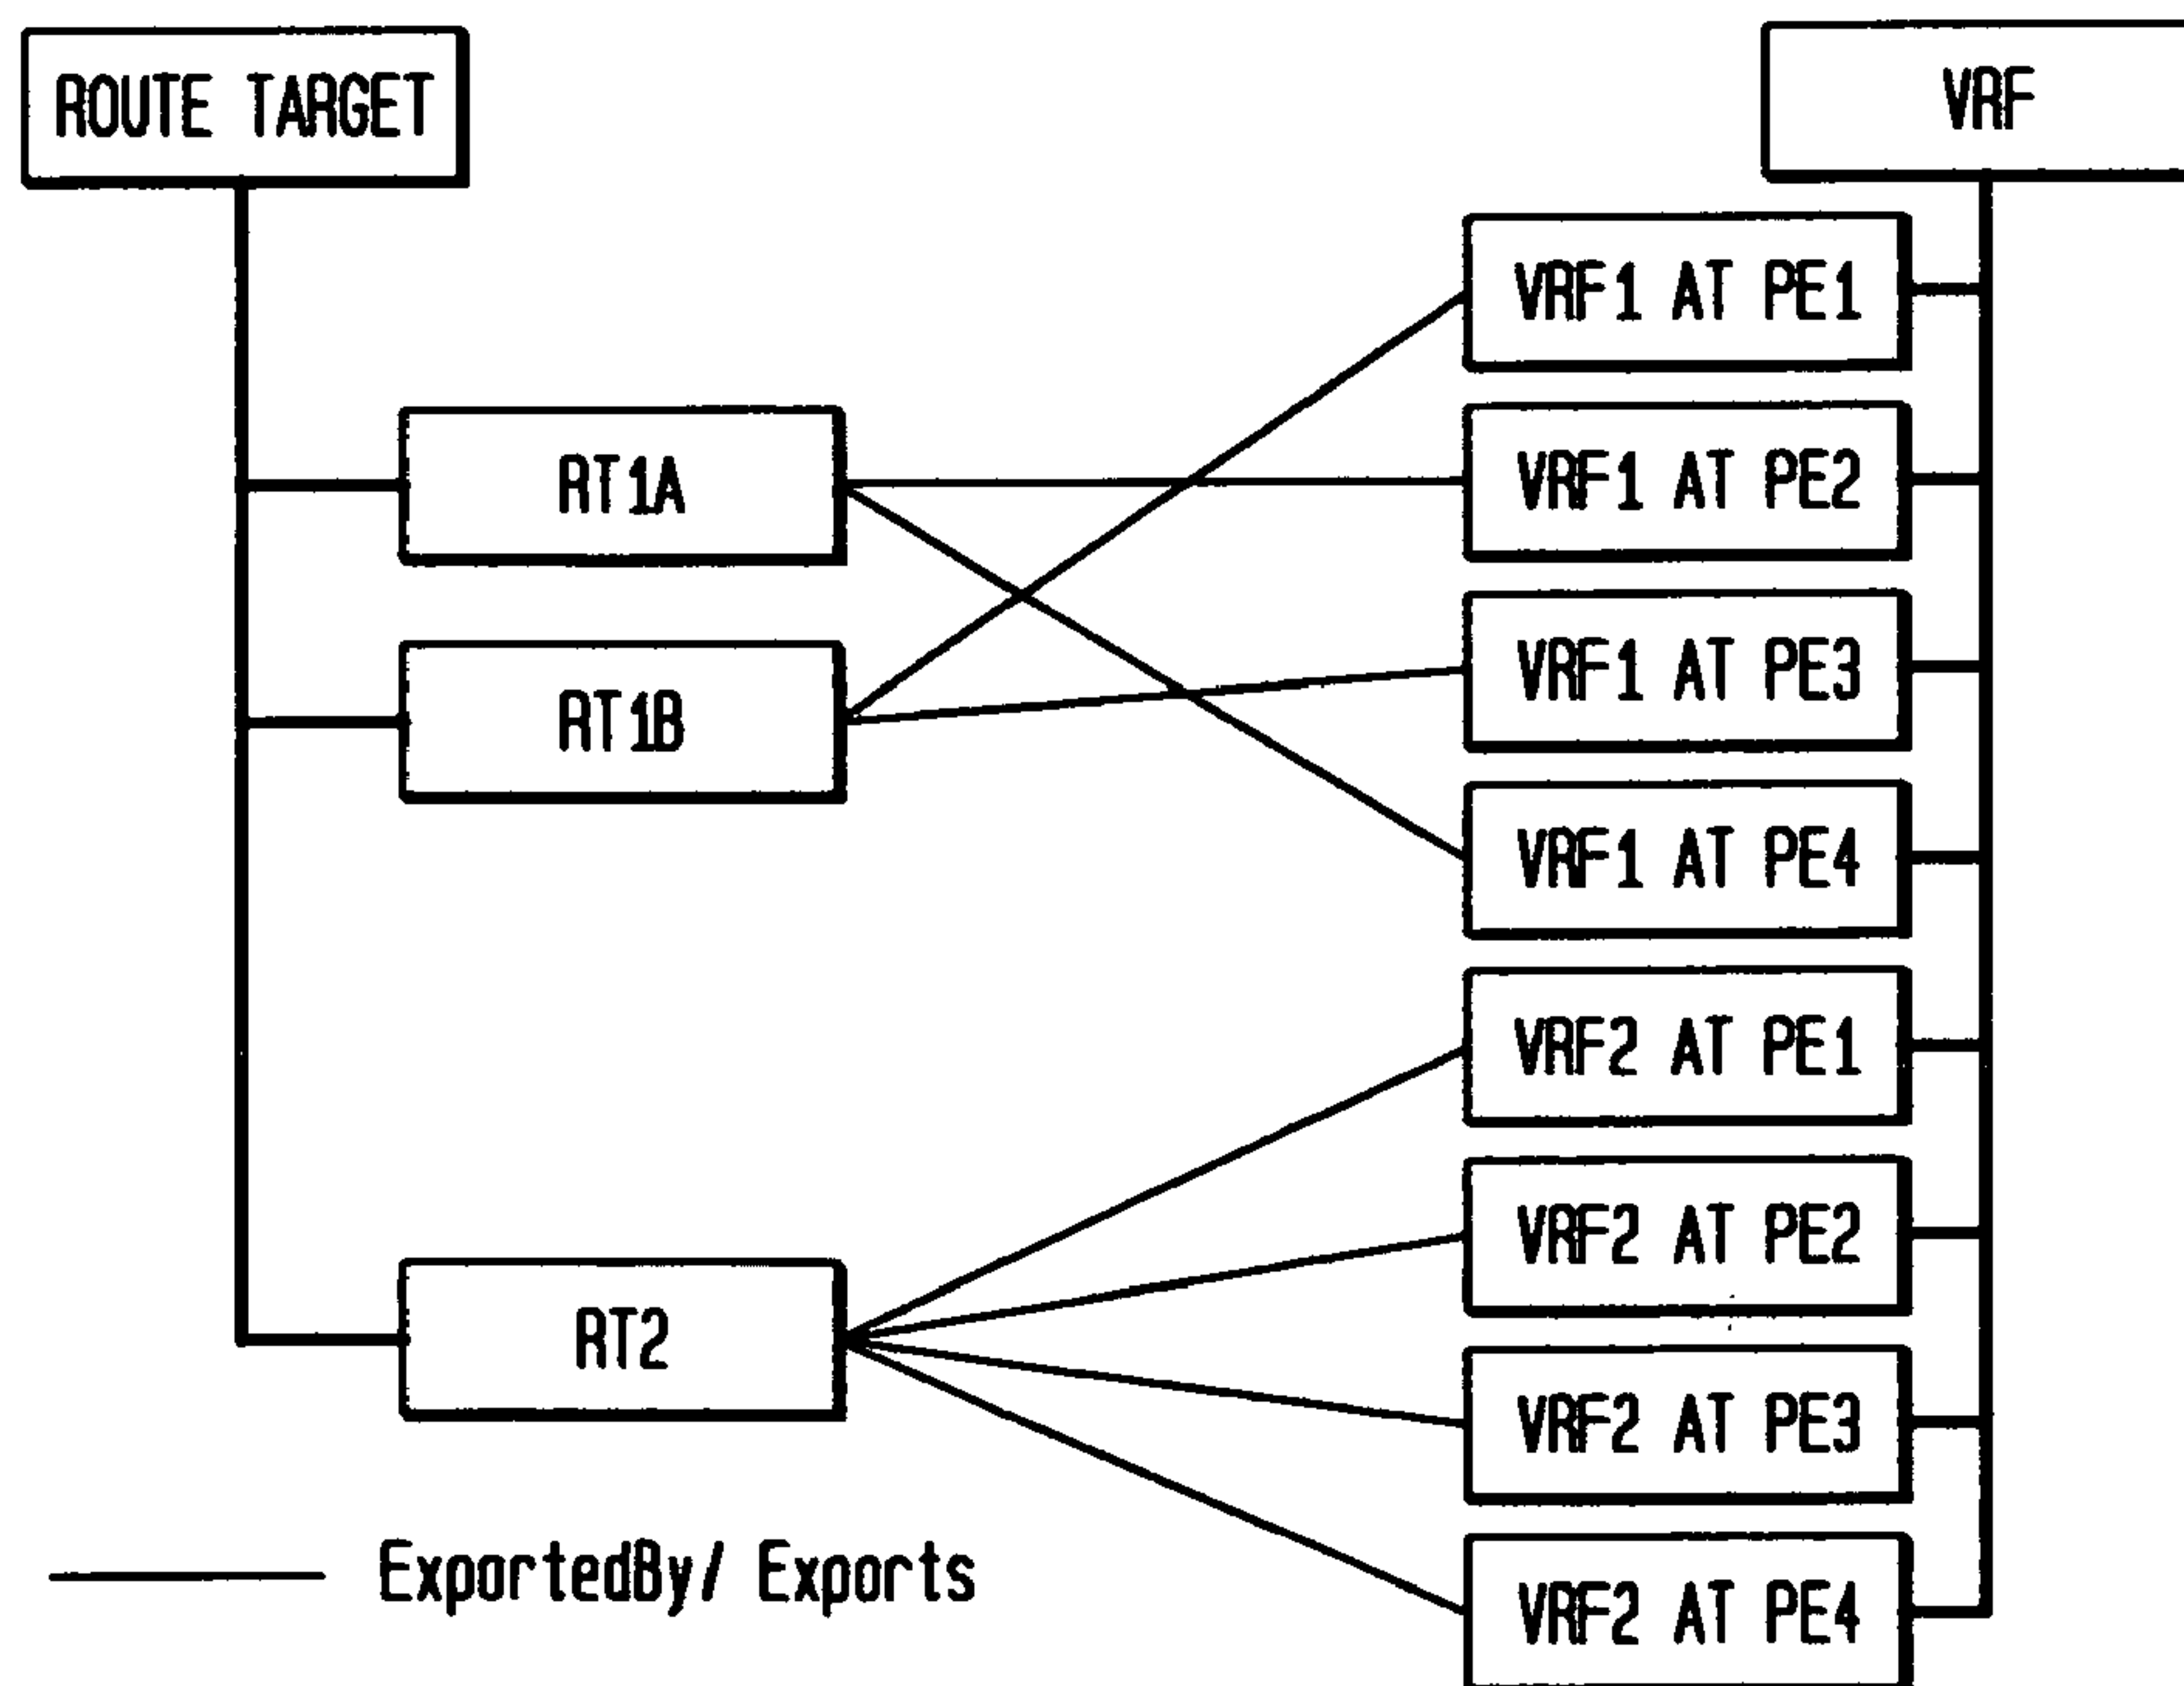 ROUTE TARGET
VRF
VRF1 AT PE1
VRF1 AT PE2
RT1A
VRF1 AT PE3
RT1B
VRF1 AT PE4
VRF2 AT PE1
VRF2 AT PE2
RT2
VRF2 AT PE3
ExportedBy/ Exports
VRF2 AT PE4